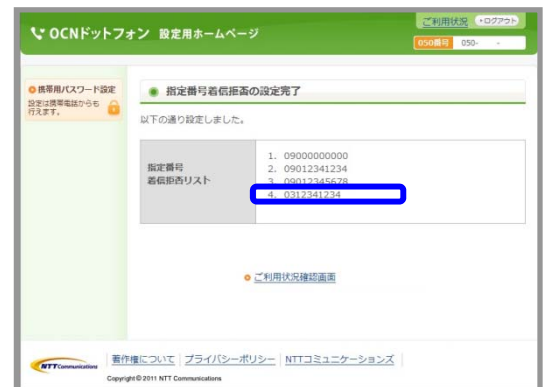 OCNドットフォン 設定用ホームページ
ご利用状況 ・ログアウト
050番号 050-   -
携帯用パスワード設定
設定は携帯電話からも
行えます。
指定番号着信拒否の設定完了
以下の通り設定しました。
指定番号
着信拒否リスト
1. 09000000000
2. 09012341234
3. 09012345678
4. 0312341234
ご利用状況確認画面
NTT Communications
著作権について プライバシーポリシー NTTコミュニケーションズ
Copyright © 2011 NTT Communications